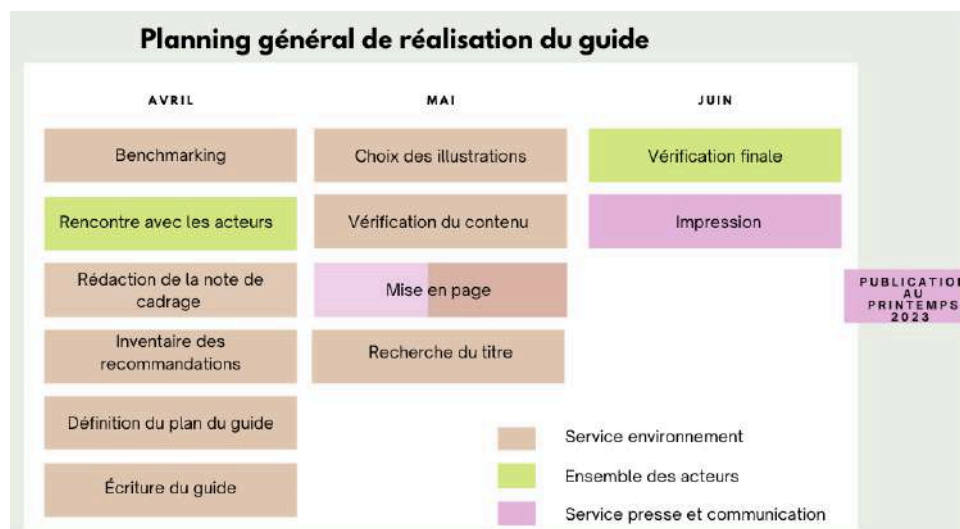 Planning général de réalisation du guide
AVRIL
Benchmarking
Rencontre avec les acteurs
Rédaction de la note de
cadrage
Inventaire des
recommandations
Définition du plan du guide
Écriture du guide
MAI
Choix des illustrations
Vérification du contenu
Mise en page
Recherche du titre
JUIN
Vérification finale
Impression
PUBLICATION
AU
PRINTEMPS
2023
Service environnement
Ensemble des acteurs
Service presse et communication